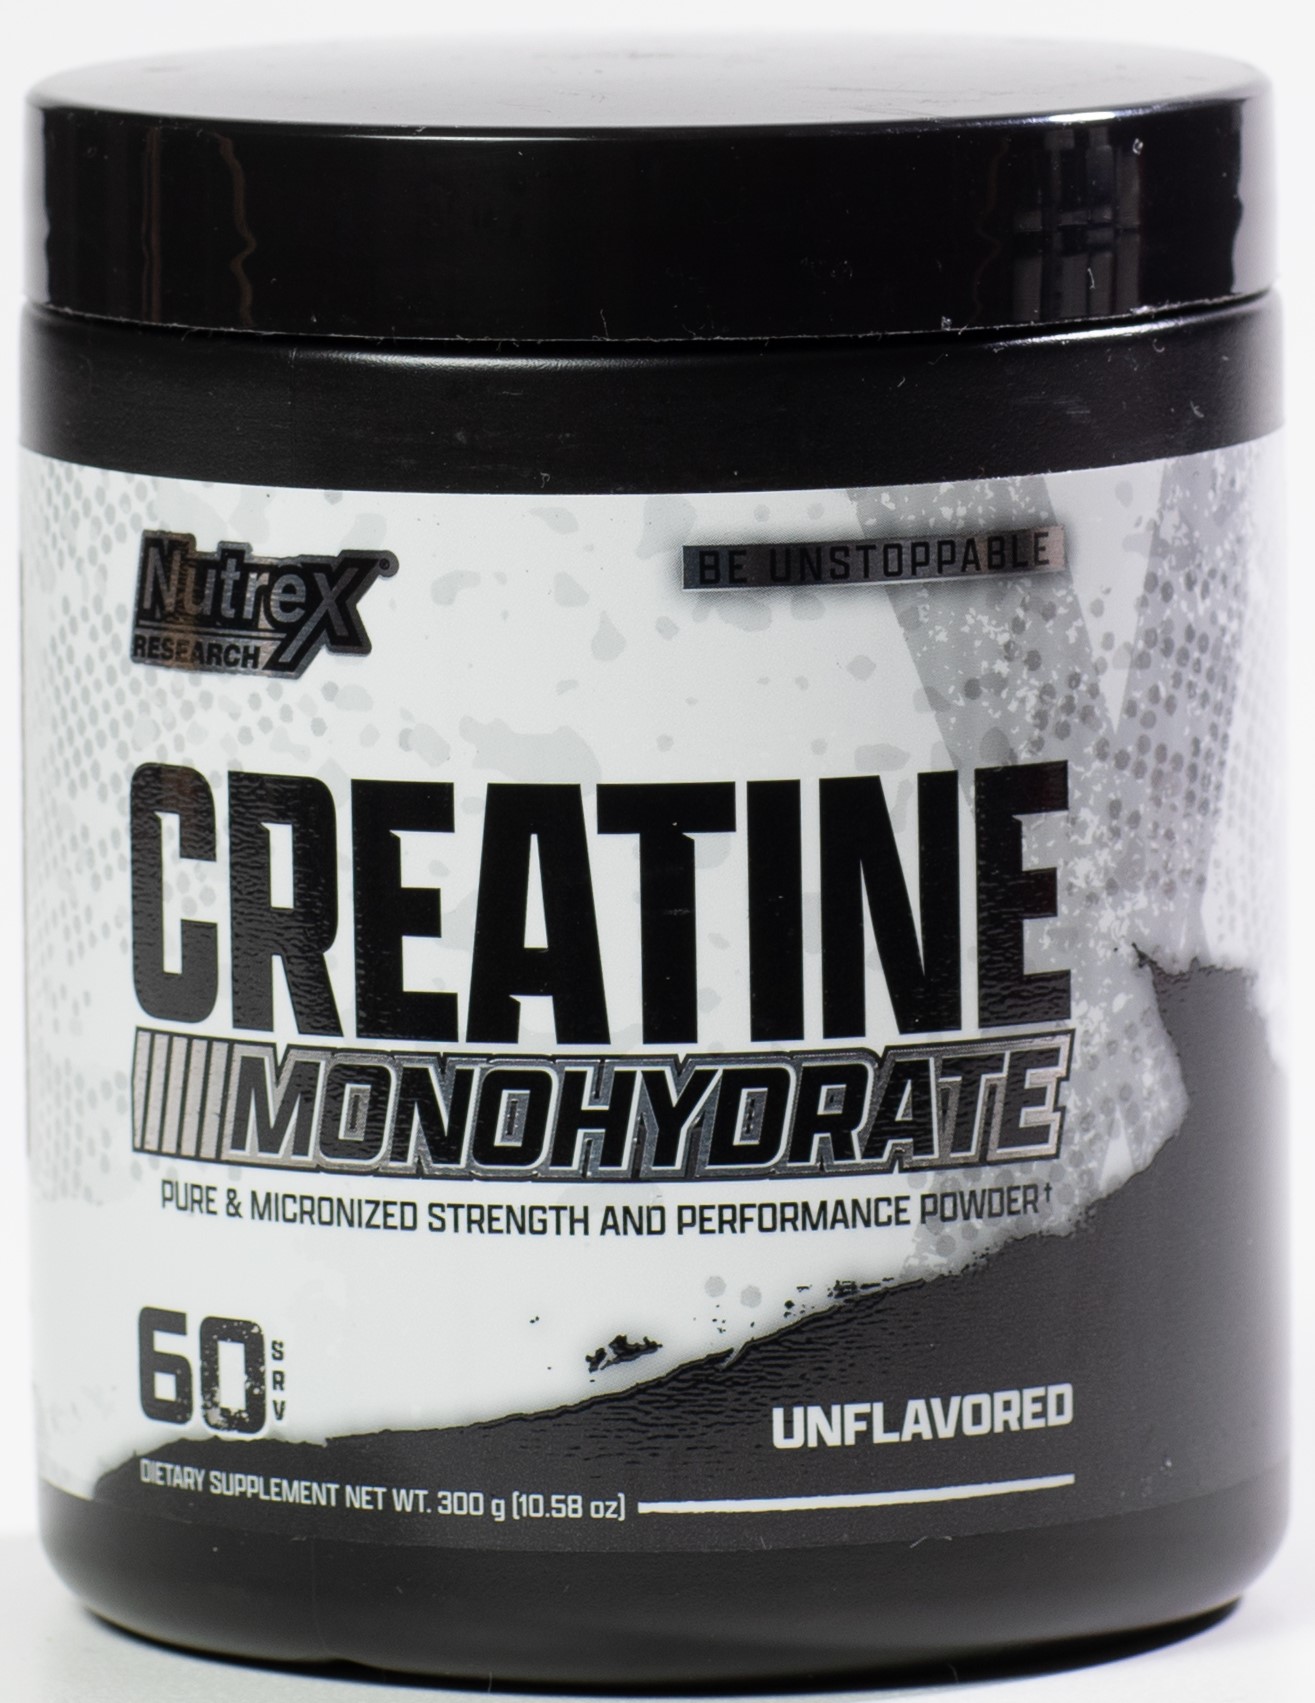 Nutrex®
RESEARCH
BE UNSTOPPABLE
CREATINE
MONOHYDRATE
PURE & MICRONIZED STRENGTH AND PERFORMANCE POWDER†
60 SRV
UNFLAVORED
DIETARY SUPPLEMENT NET WT. 300 g (10.58 oz)